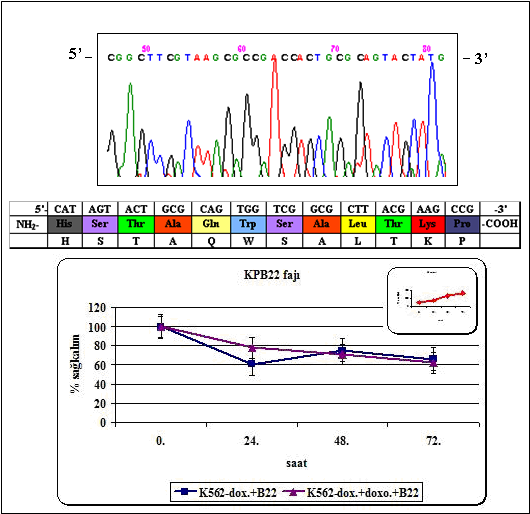 50 60 70 80
5’- CGGCTTCGTAAGCGCCGACCACTGCGCAGTACTATG - 3’
5'- CAT AGT ACT GCG CAG TGG TCG GCG CTT ACG AAG CCG -3'
NH2- His Ser Thr Ala Glu Trp Ser Ala Leu Thr Lys Pro -COOH
H S T A Q W S A L T K P
KPB22 fajı
% sağkalım
120
100
80
60
40
20
0
0. 24. 48. 72.
saat
K562-dox.+B22 K562-dox.+doxo.+B22